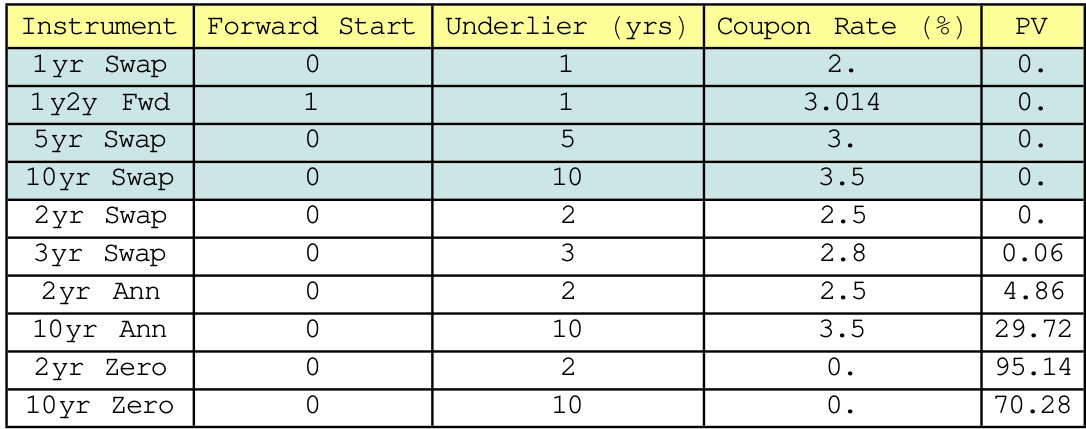 Instrument Forward Start Underlier (yrs) Coupon Rate (%) PV
1yr Swap 0 1 2. 0.
1y2y Fwd 1 1 3.014 0.
5yr Swap 0 5 3. 0.
10yr Swap 0 10 3.5 0.
2yr Swap 0 2 2.5 0.
3yr Swap 0 3 2.8 0.06
2yr Ann 0 2 2.5 4.86
10yr Ann 0 10 3.5 29.72
2yr Zero 0 2 0. 95.14
10yr Zero 0 10 0. 70.28